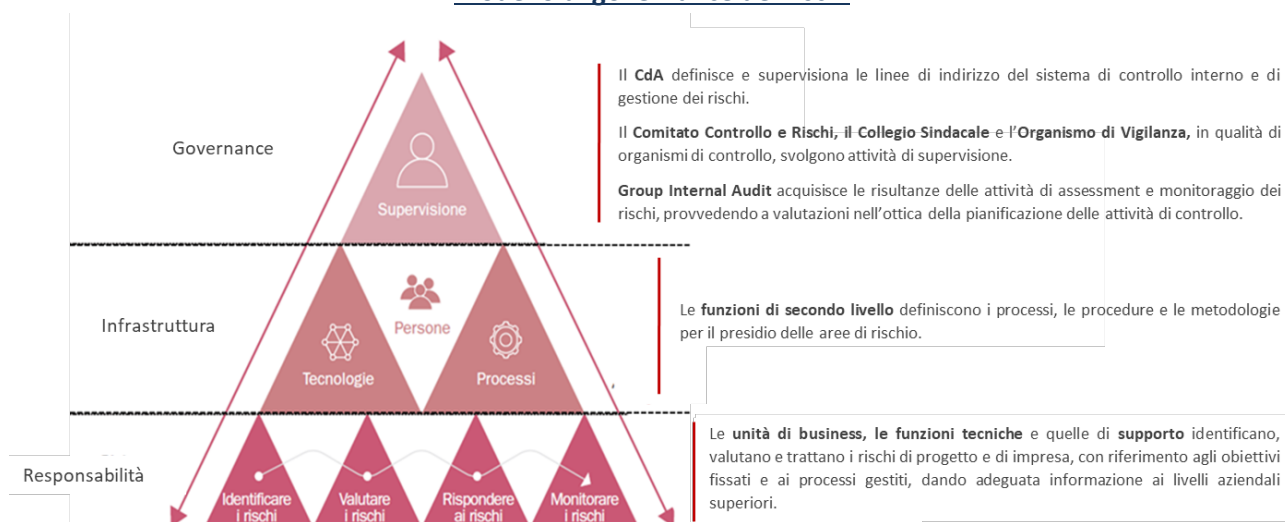 Governance
Supervisione
Il CdA definisce e supervisiona le linee di indirizzo del sistema di controllo interno e di
gestione dei rischi.
Il Comitato Controllo e Rischi, il Collegio Sindacale e l'Organismo di Vigilanza, in qualità di
organismi di controllo, svolgono attività di supervisione.
Group Internal Audit acquisisce le risultanze delle attività di assessment e monitoraggio dei
rischi, provvedendo a valutazioni nell'ottica della pianificazione delle attività di controllo.
Infrastruttura
Persone
Tecnologie
Processi
Le funzioni di secondo livello definiscono i processi, le procedure e le metodologie
per il presidio delle aree di rischio.
Responsabilità
Identificare
i rischi
Valutare
i rischi
Rispondere
ai rischi
Monitorare
i rischi
Le unità di business, le funzioni tecniche e quelle di supporto identificano,
valutano e trattano i rischi di progetto e di impresa, con riferimento agli obiettivi
fissati e ai processi gestiti, dando adeguata informazione ai livelli aziendali
superiori.